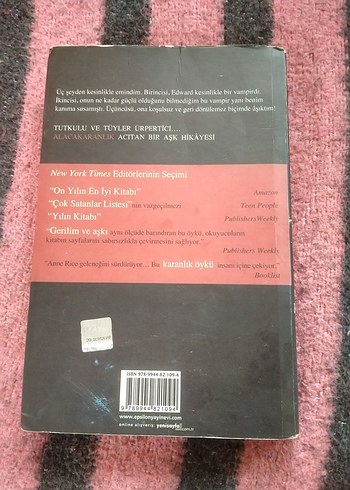 Üç şeyden kesinlikle emindim. Birincisi, Edward kesinlikle bir vampirdi.
İkincisi, onun ne kadar güçlü olduğunu bilmediğim bu vampir yanı benim
kanıma susamıştı. Üçüncüsü, ona koşulsuz ve geri dönülemez biçimde âşıktım!
TUTKULU VE TÜYLER ÜRPERTİCİ....
ALACAKARANLIK ACITAN BİR AŞK HİKÂYESİ
New York Times Editörlerinin Seçimi
"On Yılın En İyi Kitabı"
Amazon
"Çok Satanlar Listesi"nin vazgeçilmezi
Teen People
"Yılın Kitabı"
Publishers Weekly
"Gerilim ve aşkı aynı ölçüde barındıran bu öykü, okuyucuların
kitabın sayfalarını sabırsızlıkla çevirmesini sağlıyor."
Publishers Weekly
"Anne Rice geleneğini sürdürüyor... Bu karanlık öykü insanı içine çekiyor."
Booklist
ISBN 978-9944-82-109-4
9 789944 821094
www.epsilonyayinevi.com
online alışveriş: yenisayfa